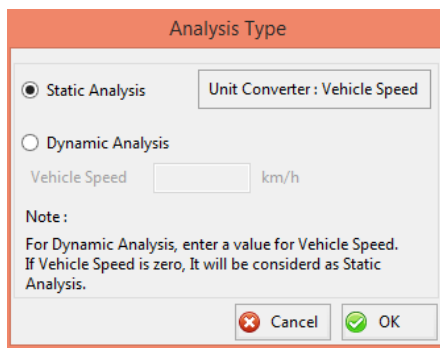 Analysis Type
Static Analysis
Unit Converter : Vehicle Speed
Dynamic Analysis
Vehicle Speed km/h
Note :
For Dynamic Analysis, enter a value for Vehicle Speed.
If Vehicle Speed is zero, It will be considerd as Static
Analysis.
Cancel OK